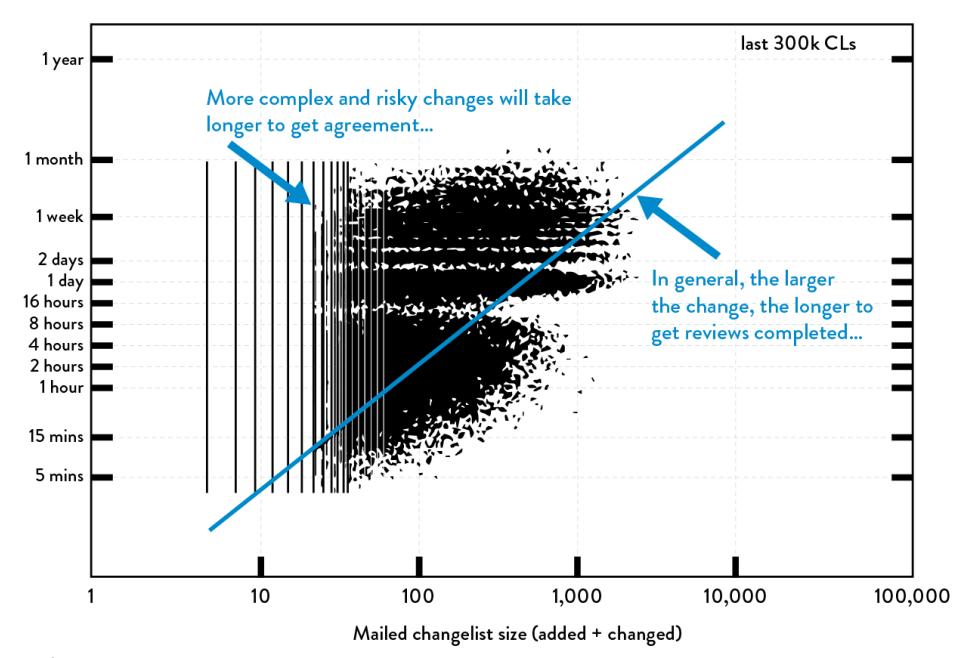 last 300k CLs
1 year
More complex and risky changes will take
longer to get agreement...
1 month
1 week
2 days
1 day
16 hours
8 hours
4 hours
2 hours
1 hour
15 mins
5 mins
In general, the larger
the change, the longer to
get reviews completed...
1
10
100
1,000
10,000
100,000
Mailed changelist size (added + changed)